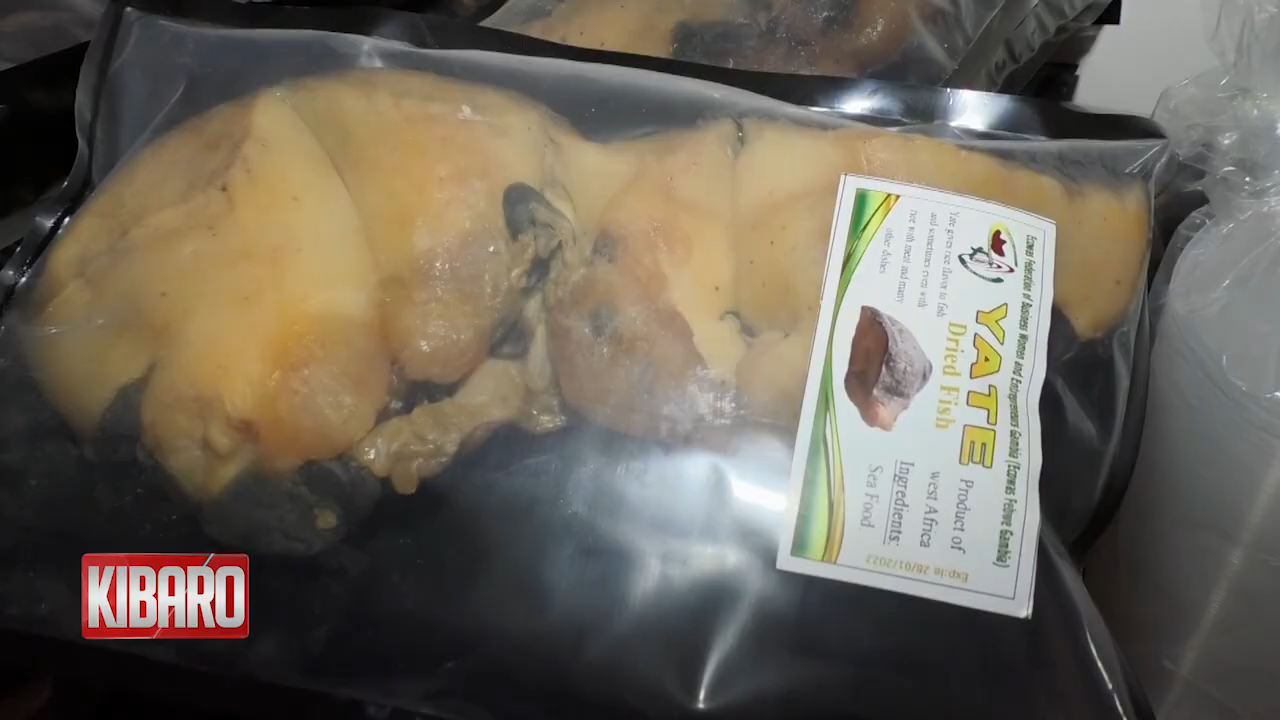 Ecowas Federation of Business Women and Entrepreneurs Gambia (Ecowas Febwe Gambia)
YATE
Dried Fish
Yate gives rice flavor to fish
and sometimes even with
rice with meat and many
other dishes
Product of
west Africa
Ingredients:
Sea Food
Exp:le 28/01/2022
KIBARO